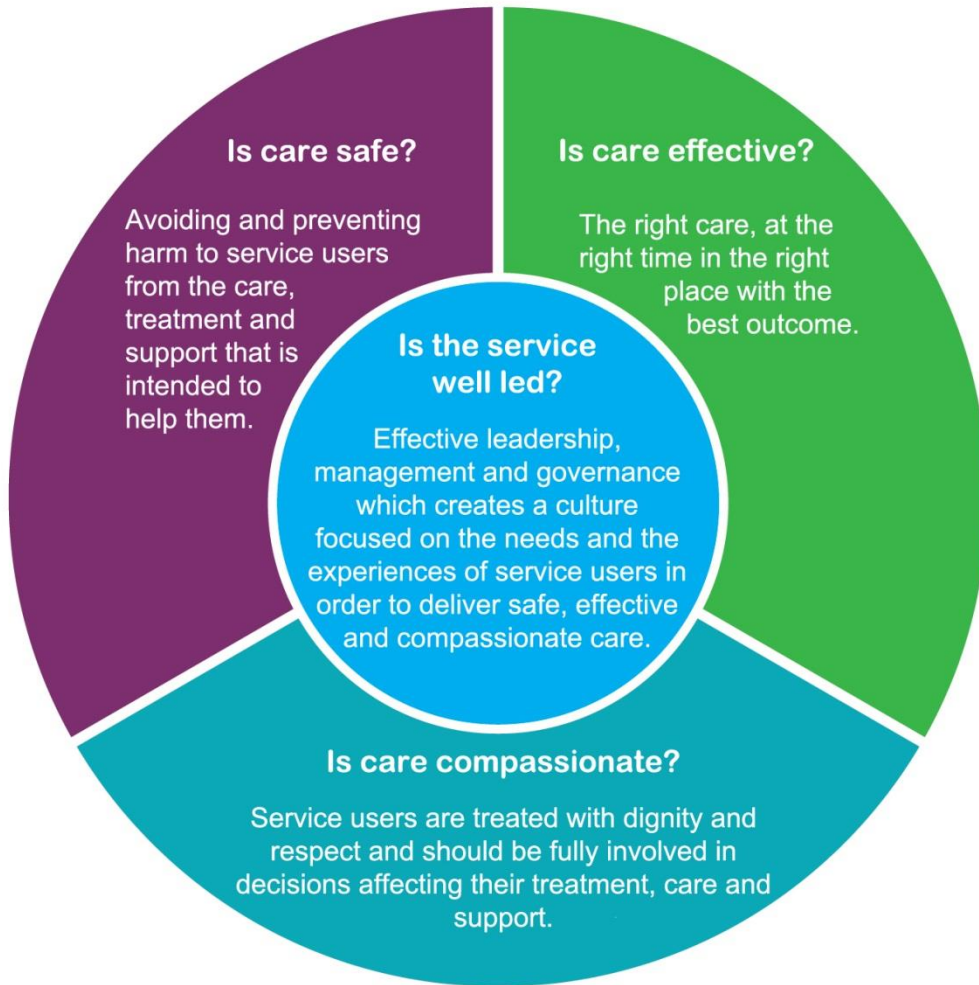 Is care safe?
Avoiding and preventing
harm to service users
from the care,
treatment and
support that is
intended to
help them.
Is care effective?
The right care, at the
right time in the right
place with the
best outcome.
Is the service
well led?
Effective leadership,
management and governance
which creates a culture
focused on the needs and the
experiences of service users in
order to deliver safe, effective
and compassionate care.
Is care compassionate?
Service users are treated with dignity and
respect and should be fully involved in
decisions affecting their treatment, care and
support.